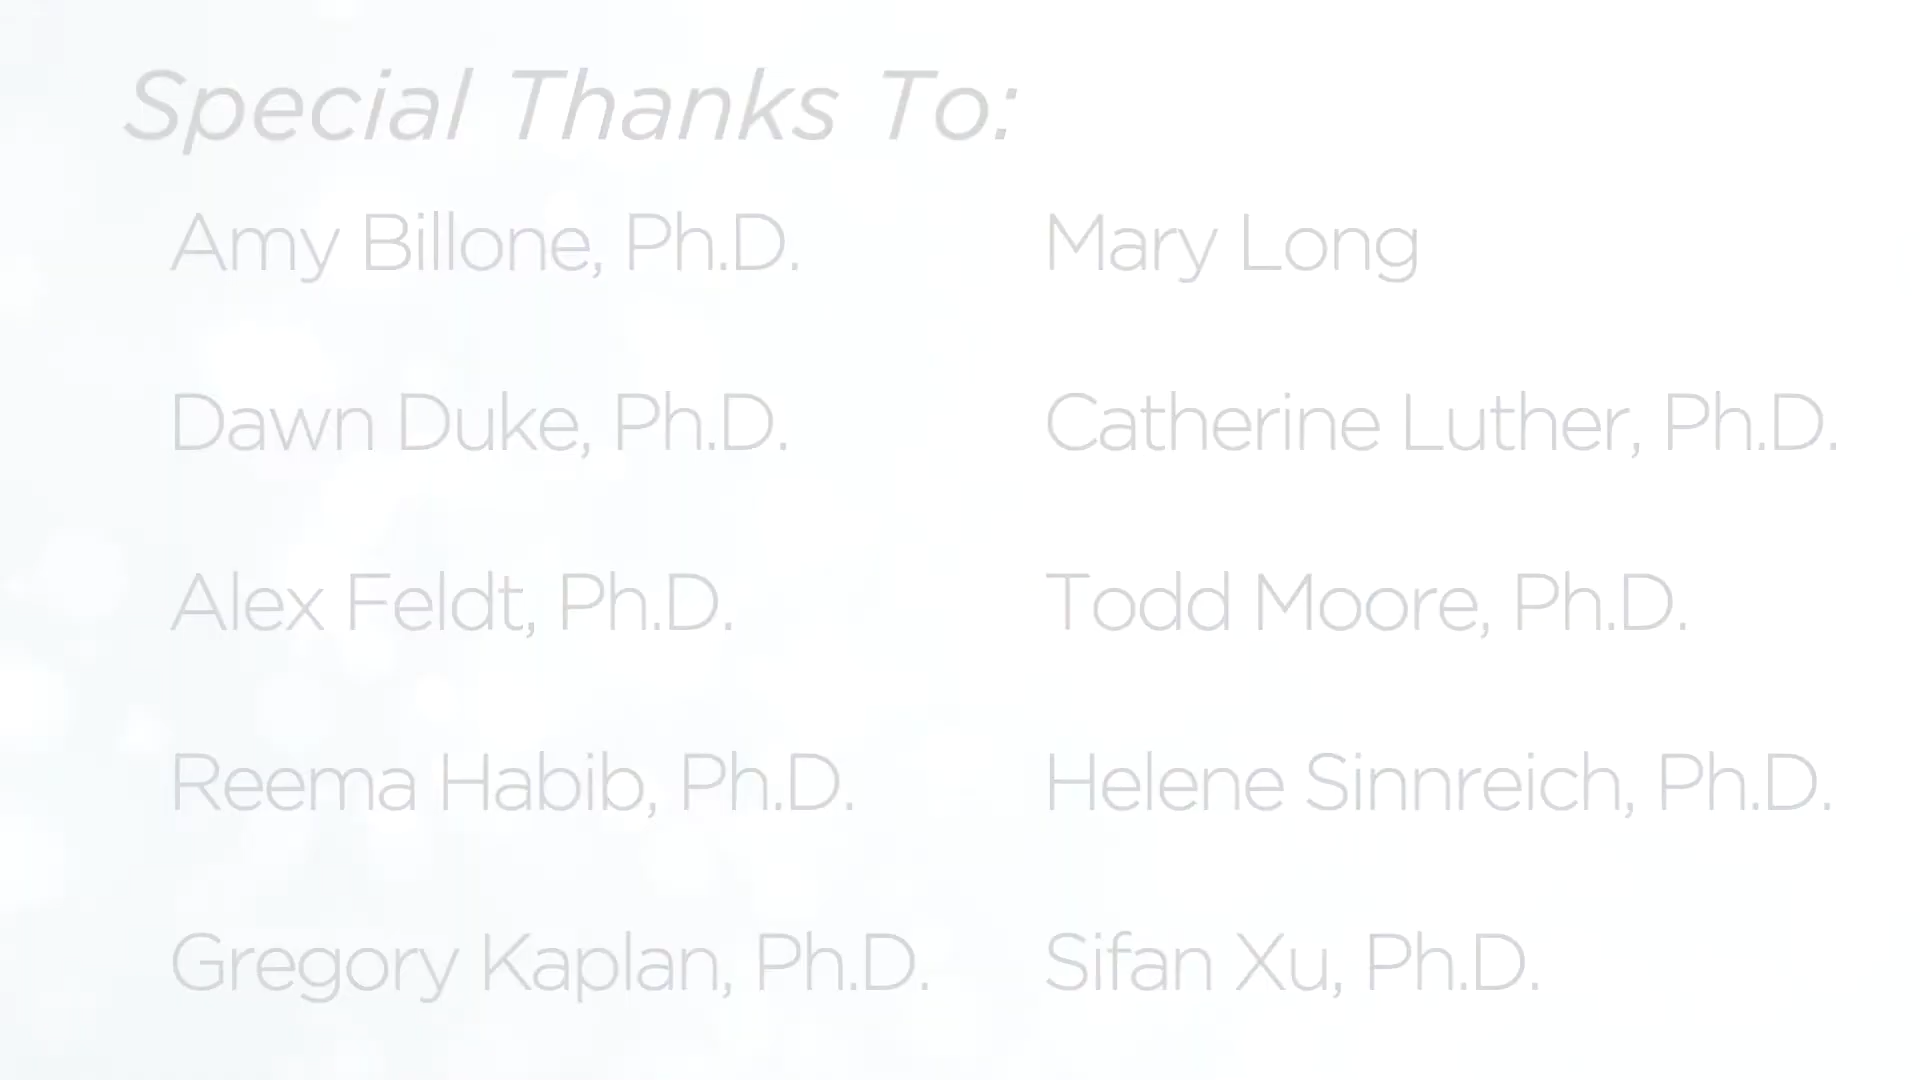 Special Thanks To:
Amy Billone, Ph.D.
Dawn Duke, Ph.D.
Alex Feldt, Ph.D.
Reema Habib, Ph.D.
Gregory Kaplan, Ph.D.
Mary Long
Catherine Luther, Ph.D.
Todd Moore, Ph.D.
Helene Sinnreich, Ph.D.
Sifan Xu, Ph.D.